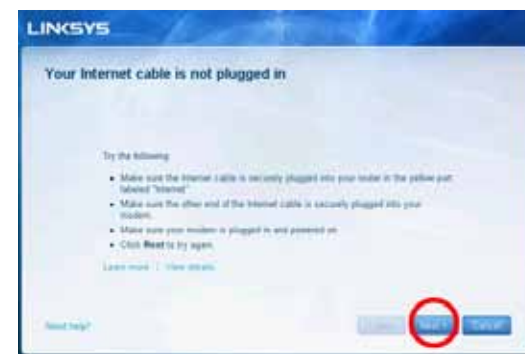 LINKSYS
Your Internet cable is not plugged in
Try the following
• Make sure the Internet cable is securely plugged into your router in the yellow port
labeled "Internet"
• Make sure the other end of the Internet cable is securely plugged into your
modem.
• Make sure your modem is plugged in and powered on
• Click Next to try again.
Learn more | View details
Need help?
Next
Cancel